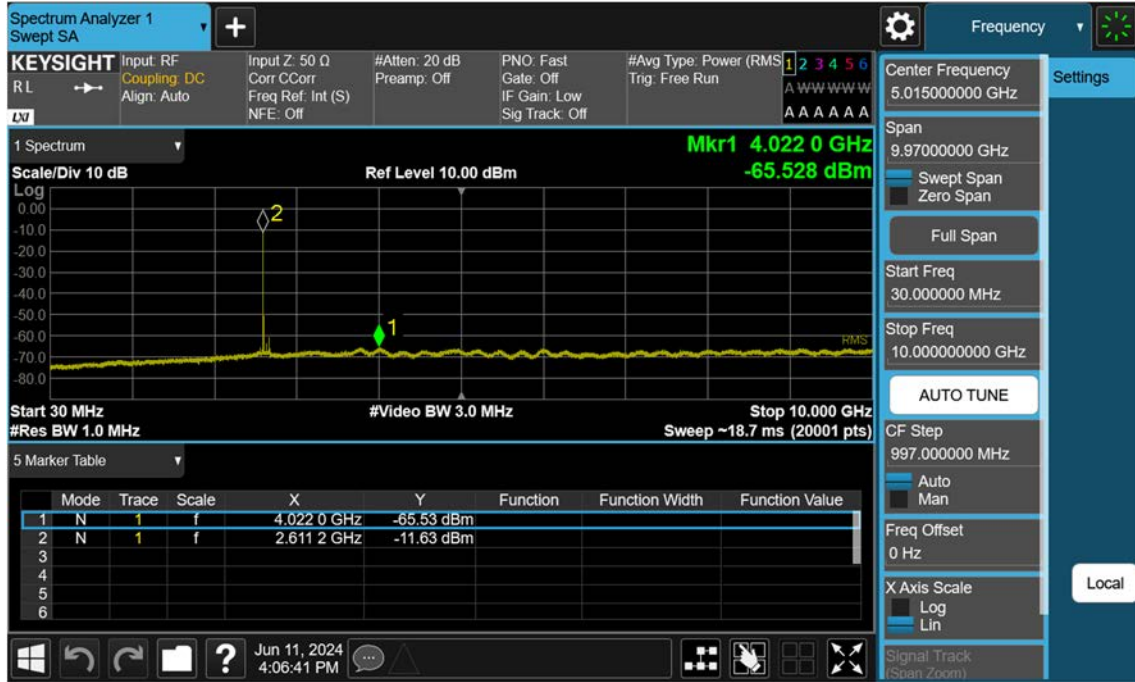 Spectrum Analyzer 1
Swept SA
Frequency
KEYSIGHT
R L
LXI
Input: RF
Coupling: DC
Align: Auto
Input Z: 50 Ω
Corr CCorr
Freq Ref: Int (S)
NFE: Off
#Atten: 20 dB
Preamp: Off
PNO: Fast
Gate: Off
IF Gain: Low
Sig Track: Off
#Avg Type: Power (RMS
Trig: Free Run
1 2 3 4 5 6
A W W W W W
A A A A A A
1 Spectrum
Scale/Div 10 dB
Ref Level 10.00 dBm
Mkr1 4.022 0 GHz
-65.528 dBm
Log
0.00
-10.0
-20.0
-30.0
-40.0
-50.0
-60.0
-70.0
-80.0
2
1
RMS
Start 30 MHz
#Video BW 3.0 MHz
Stop 10.000 GHz
#Res BW 1.0 MHz
Sweep ~18.7 ms (20001 pts)
5 Marker Table
Mode Trace Scale X Y Function Function Width Function Value
1 N 1 f 4.022 0 GHz -65.53 dBm
2 N 1 f 2.611 2 GHz -11.63 dBm
3
4
5
6
?
Jun 11, 2024
4:06:41 PM
Center Frequency
5.015000000 GHz
Settings
Span
9.97000000 GHz
Swept Span
Zero Span
Full Span
Start Freq
30.000000 MHz
Stop Freq
10.000000000 GHz
AUTO TUNE
CF Step
997.000000 MHz
Auto
Man
Freq Offset
0 Hz
X Axis Scale
Log
Lin
Local
Signal Track
(Span Zoom)